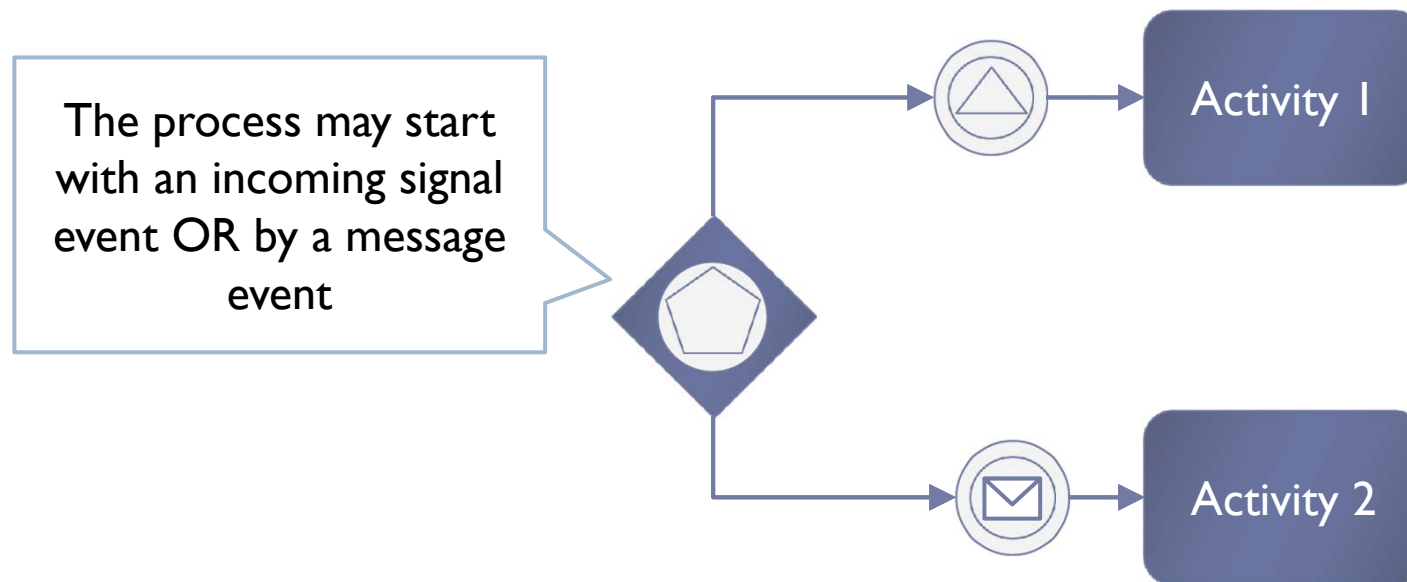 The process may start
with an incoming signal
event OR by a message
event
Activity 1
Activity 2